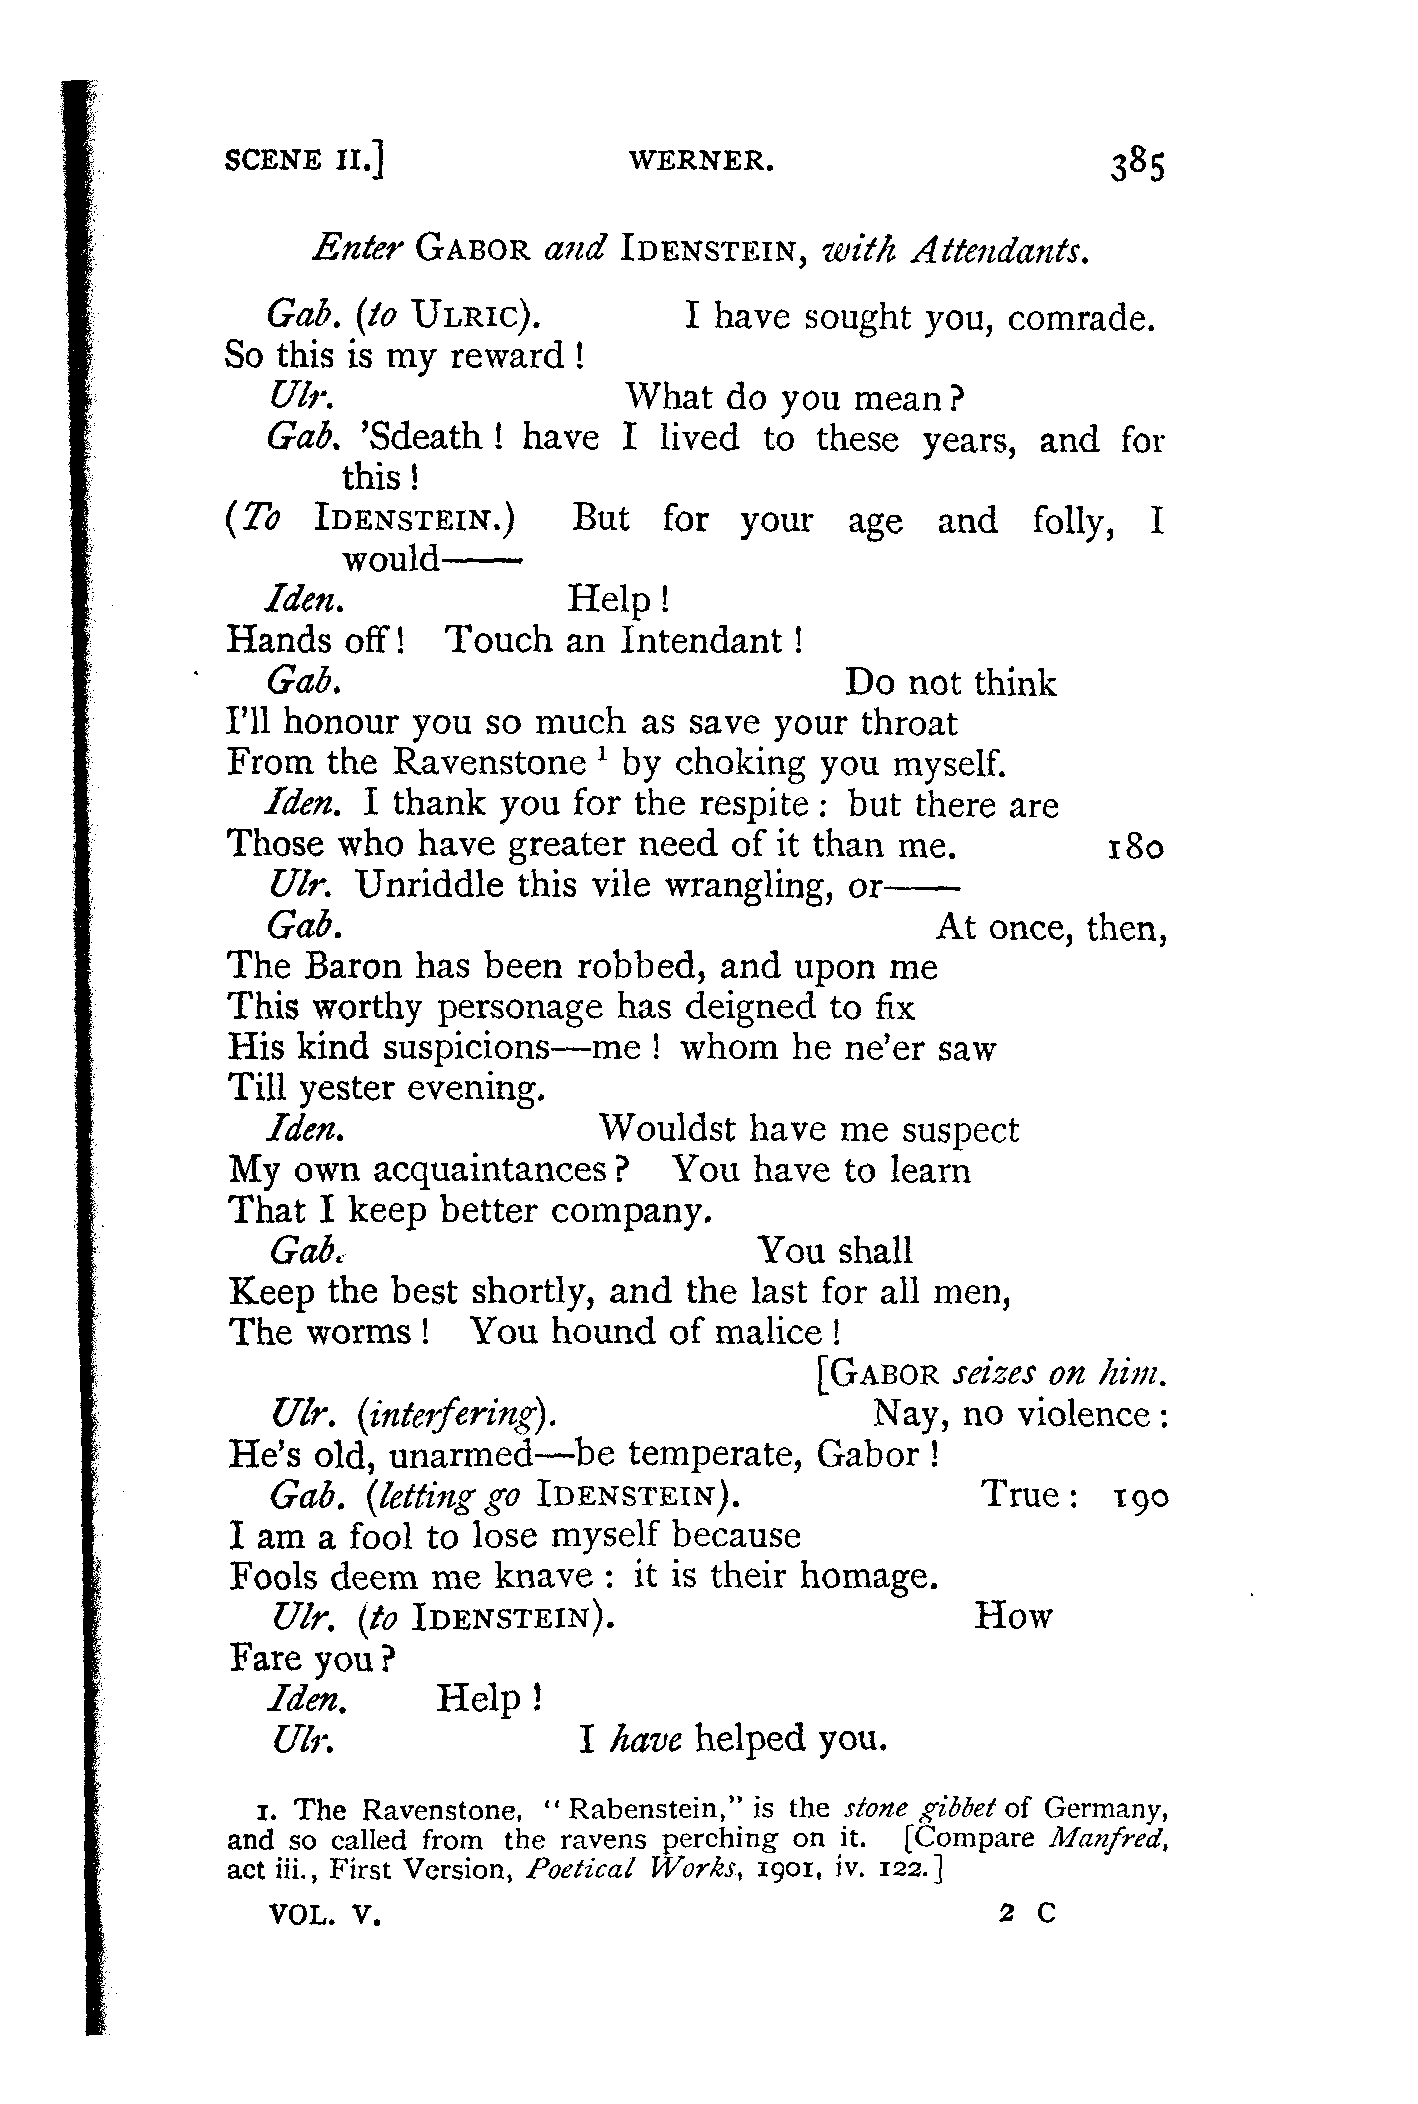 SCENE II.] WERNER. 385
Enter GABOR and IDENSTEIN, with Attendants.
Gab. (to ULRIC). I have sought you, comrade.
So this is my reward!
Ulr. What do you mean?
Gab. 'Sdeath! have I lived to these years, and for
this!
(To IDENSTEIN.) But for your age and folly, I
would——
Iden. Help!
Hands off! Touch an Intendant!
Gab. Do not think
I'll honour you so much as save your throat
From the Ravenstone ¹ by choking you myself.
Iden. I thank you for the respite: but there are
Those who have greater need of it than me. 180
Ulr. Unriddle this vile wrangling, or——
Gab. At once, then,
The Baron has been robbed, and upon me
This worthy personage has deigned to fix
His kind suspicions—me! whom he ne'er saw
Till yester evening.
Iden. Wouldst have me suspect
My own acquaintances? You have to learn
That I keep better company.
Gab. You shall
Keep the best shortly, and the last for all men,
The worms! You hound of malice!
[GABOR seizes on him.
Ulr. (interfering). Nay, no violence:
He's old, unarmed—be temperate, Gabor!
Gab. (letting go IDENSTEIN). True: 190
I am a fool to lose myself because
Fools deem me knave: it is their homage.
Ulr. (to IDENSTEIN). How
Fare you?
Iden. Help!
Ulr. I have helped you.
1. The Ravenstone, "Rabenstein," is the stone gibbet of Germany,
and so called from the ravens perching on it. [Compare Manfred,
act iii., First Version, Poetical Works, 1901, iv. 122.]
VOL. V. 2 C